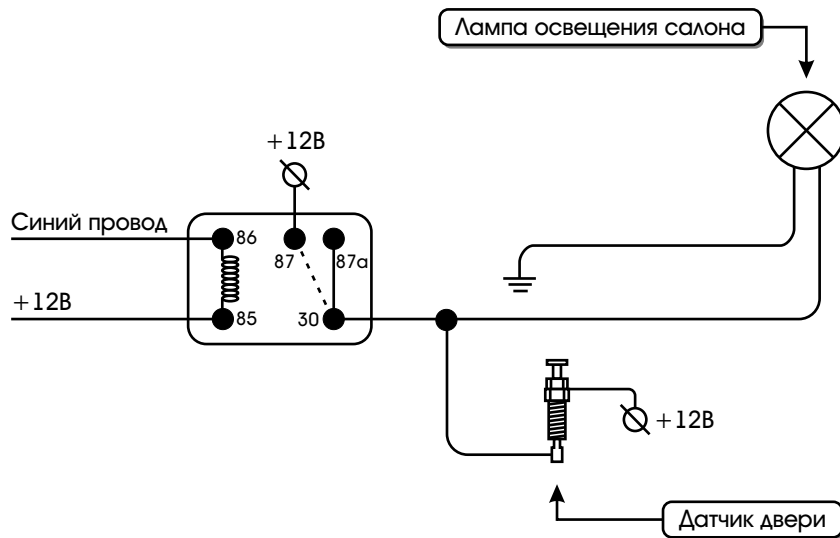 Лампа освещения салона
+12В
Синий провод
86
87
87а
+12В
85
30
+12В
Датчик двери